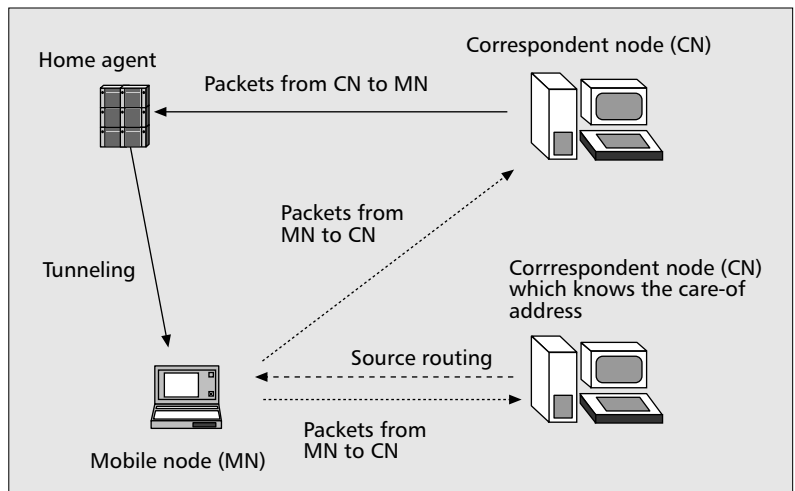 Correspondent node (CN)
Home agent
Packets from CN to MN
Packets from
MN to CN
Tunneling
Corrrespondent node (CN)
which knows the care-of
address
Source routing
Packets from
MN to CN
Mobile node (MN)